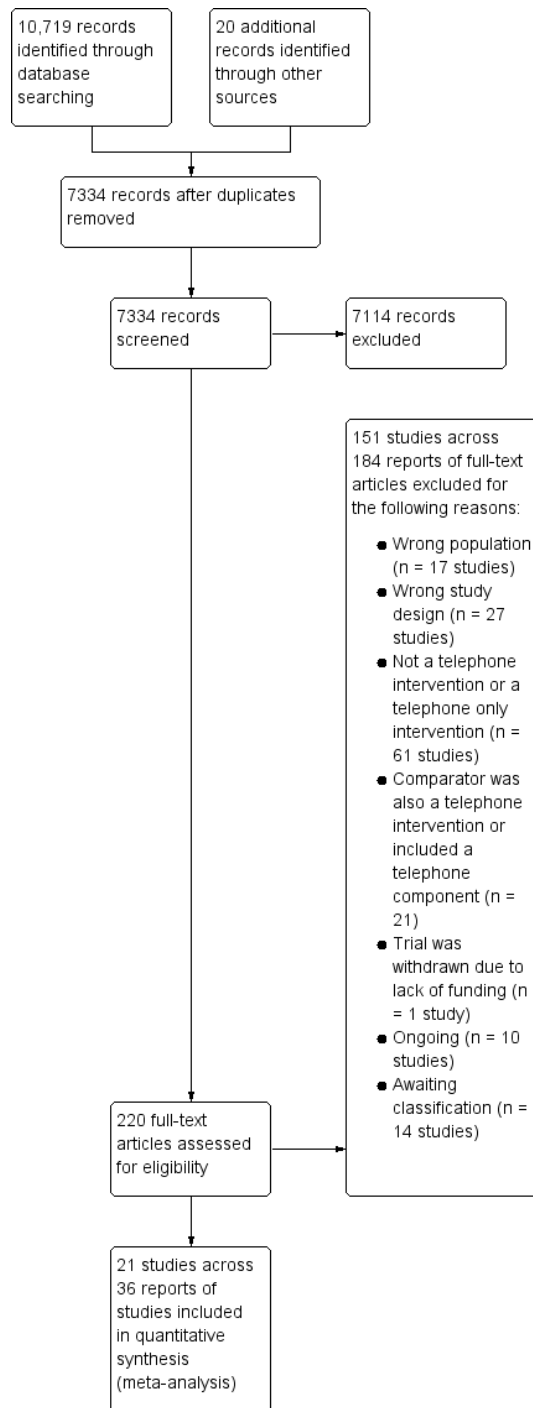 10,719 records
identified through
database
searching
20 additional
records identified
through other
sources
7334 records after duplicates
removed
7334 records
screened
7114 records
excluded
151 studies across
184 reports of full-text
articles excluded for
the following reasons:
● Wrong population
(n = 17 studies)
● Wrong study
design (n = 27
studies)
● Not a telephone
intervention or a
telephone only
intervention (n =
61 studies)
● Comparator was
also a telephone
intervention or
included a
telephone
component (n =
21)
● Trial was
withdrawn due to
lack of funding (n
= 1 study)
● Ongoing (n = 10
studies)
● Awaiting
classification (n =
14 studies)
220 full-text
articles assessed
for eligibility
21 studies across
36 reports of
studies included
in quantitative
synthesis
(meta-analysis)